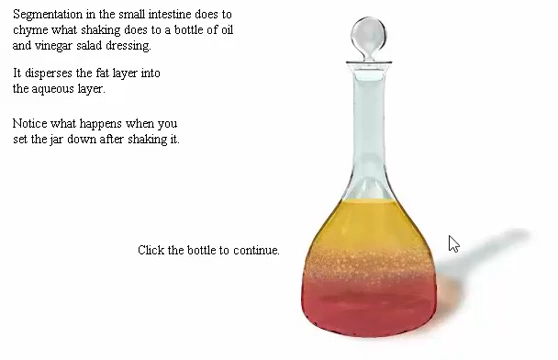 Segmentation in the small intestine does to
chyme what shaking does to a bottle of oil
and vinegar salad dressing.
It disperses the fat layer into
the aqueous layer.
Notice what happens when you
set the jar down after shaking it.
Click the bottle to continue.